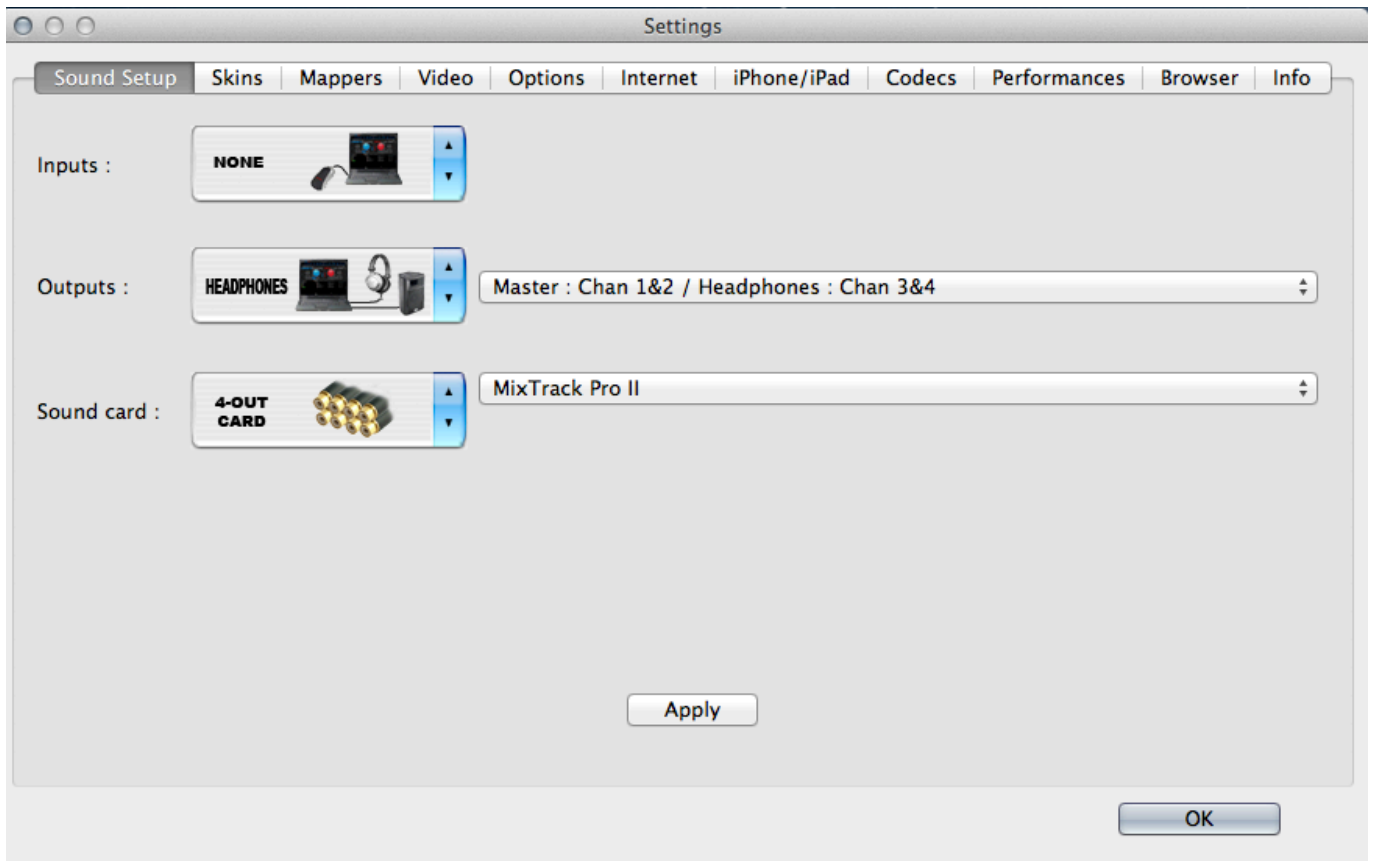 Settings
Sound Setup Skins Mappers Video Options Internet iPhone/iPad Codecs Performances Browser Info
Inputs : NONE
Outputs : HEADPHONES Master : Chan 1&2 / Headphones : Chan 3&4
MixTrack Pro II
Sound card : 4-OUT
CARD
Apply
OK